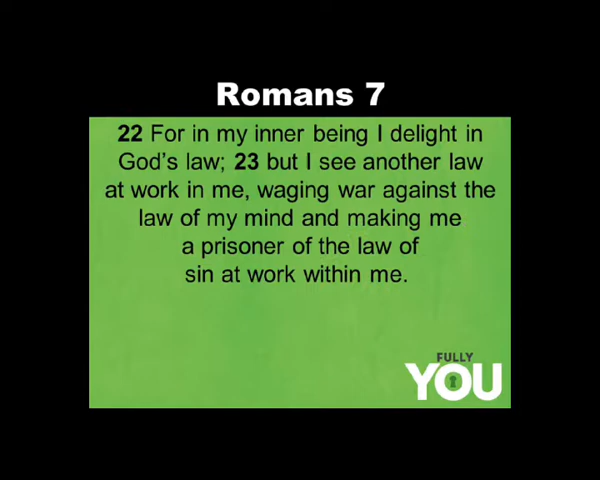 Romans 7
22 For in my inner being I delight in
God's law; 23 but I see another law
at work in me, waging war against the
law of my mind and making me
a prisoner of the law of
sin at work within me.
FULLY
YOU